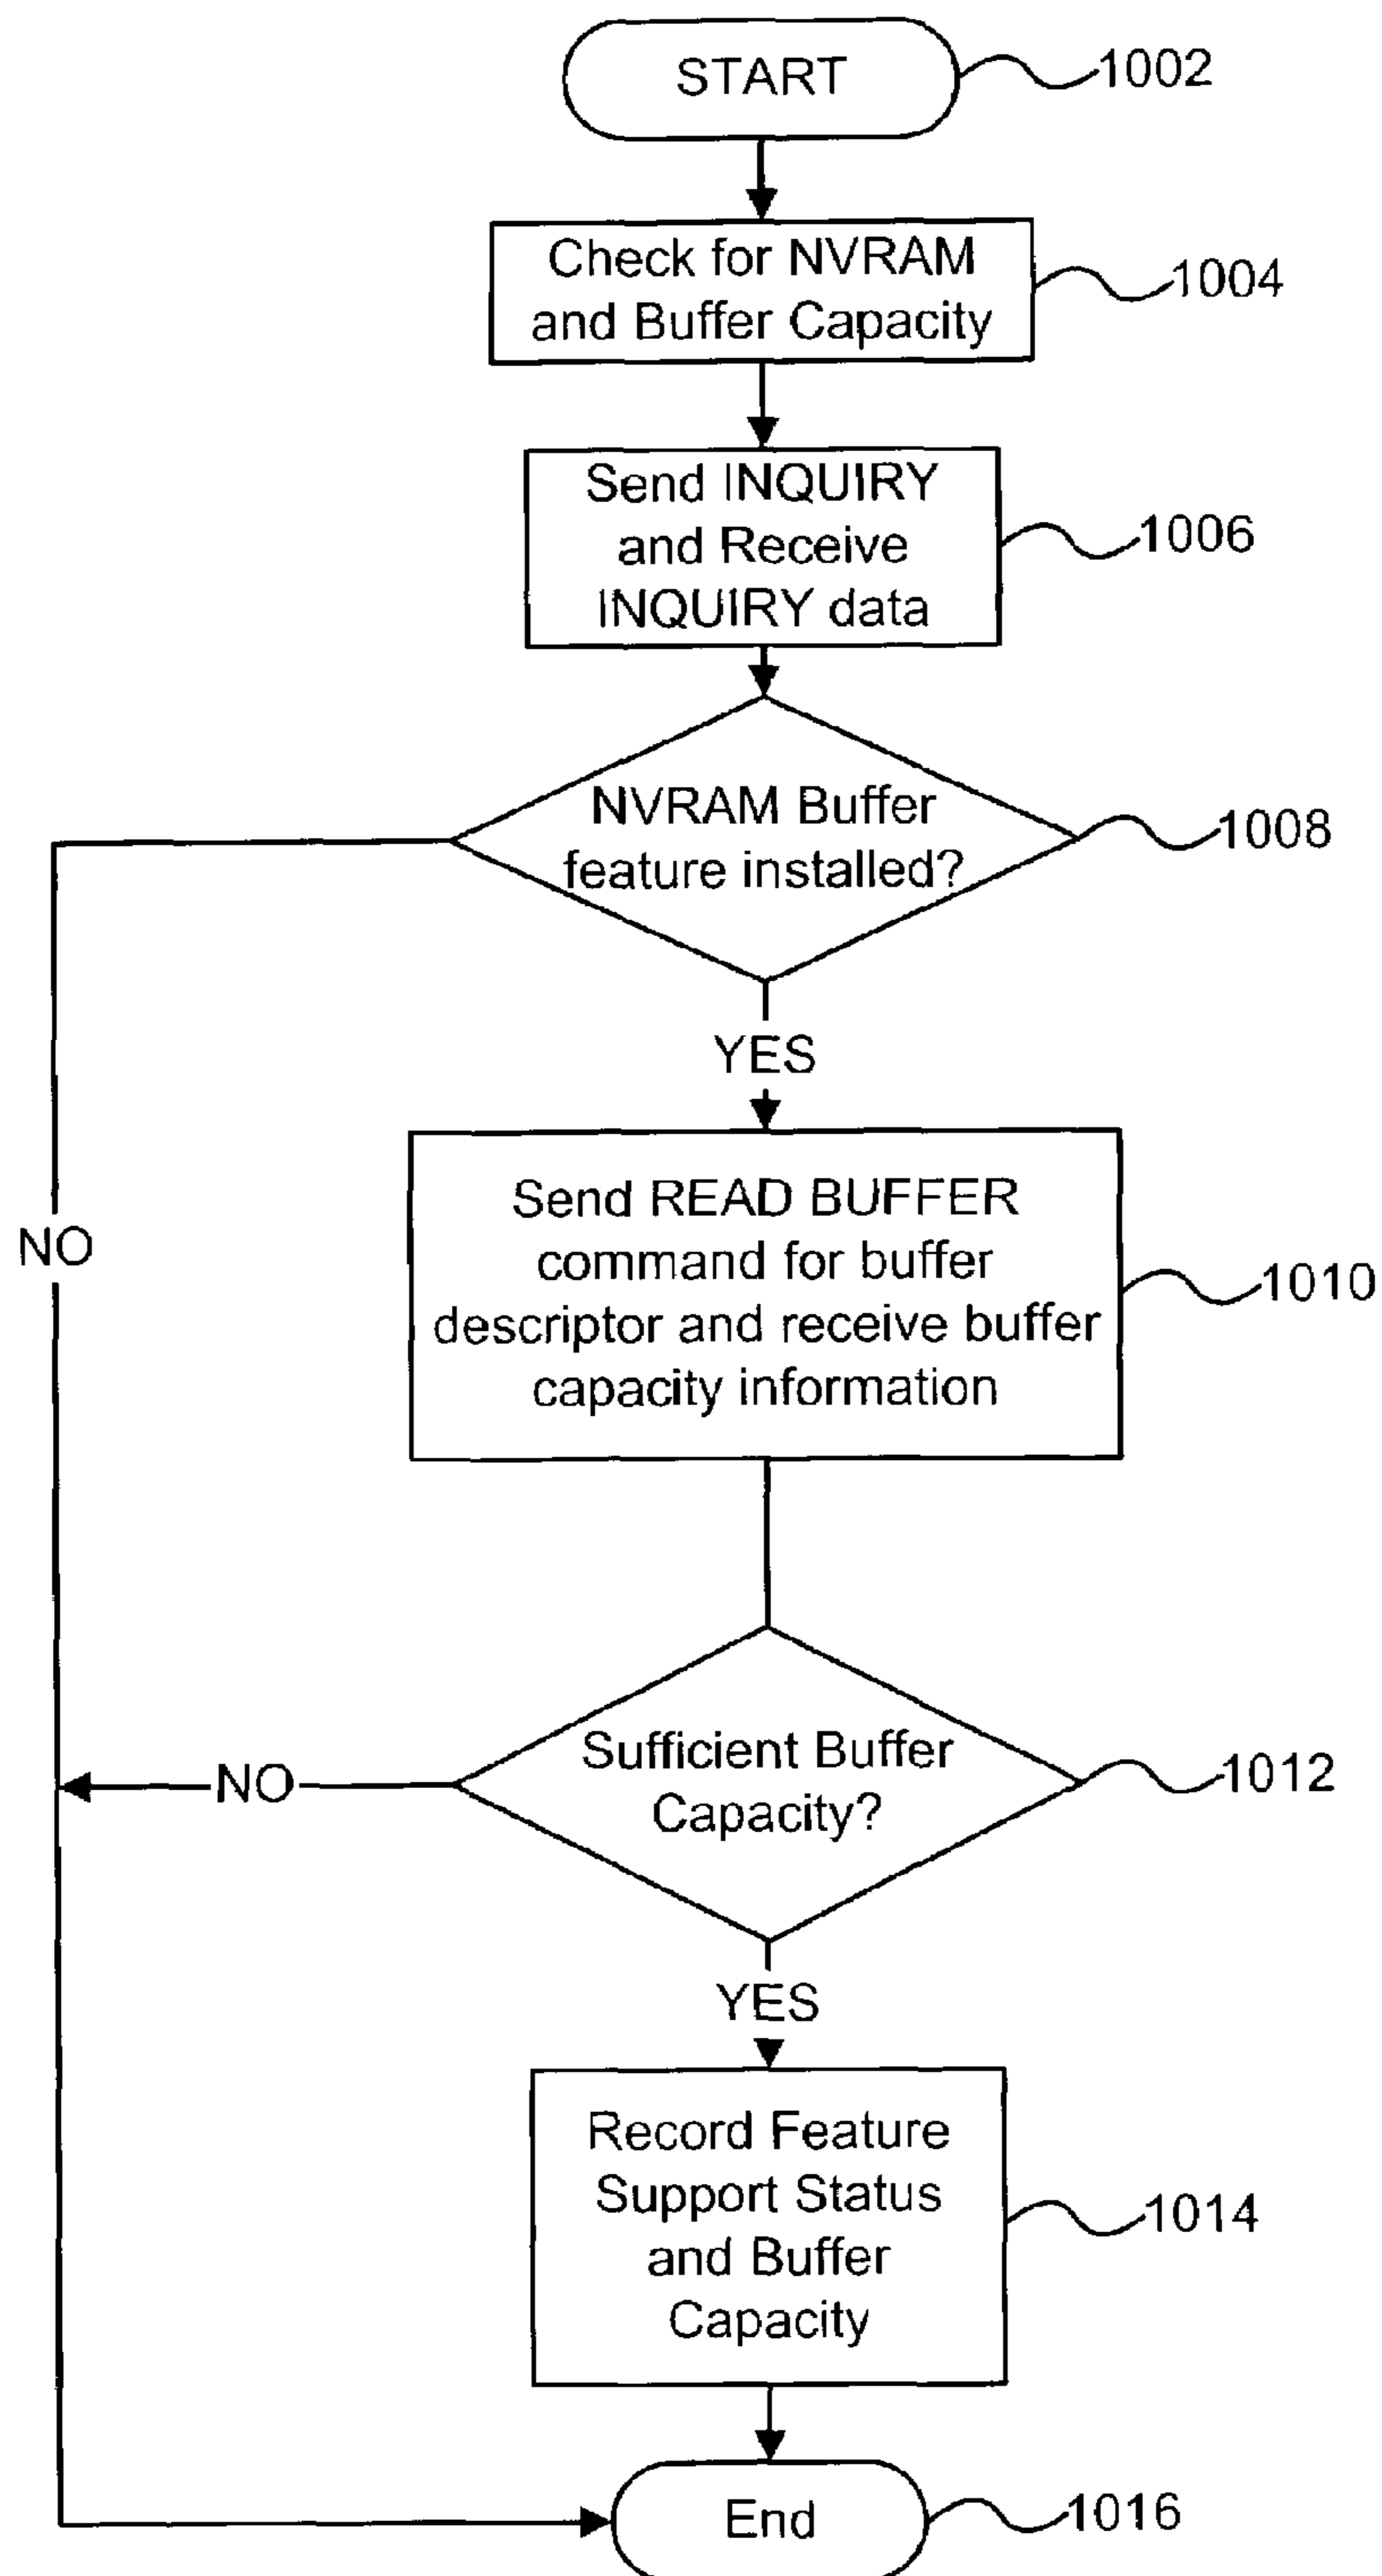 START
1002
Check for NVRAM
and Buffer Capacity
1004
Send INQUIRY
and Receive
INQUIRY data
1006
NVRAM Buffer
feature installed?
1008
YES
NO
Send READ BUFFER
command for buffer
descriptor and receive buffer
capacity information
1010
Sufficient Buffer
Capacity?
1012
NO
YES
Record Feature
Support Status
and Buffer
Capacity
1014
End
1016